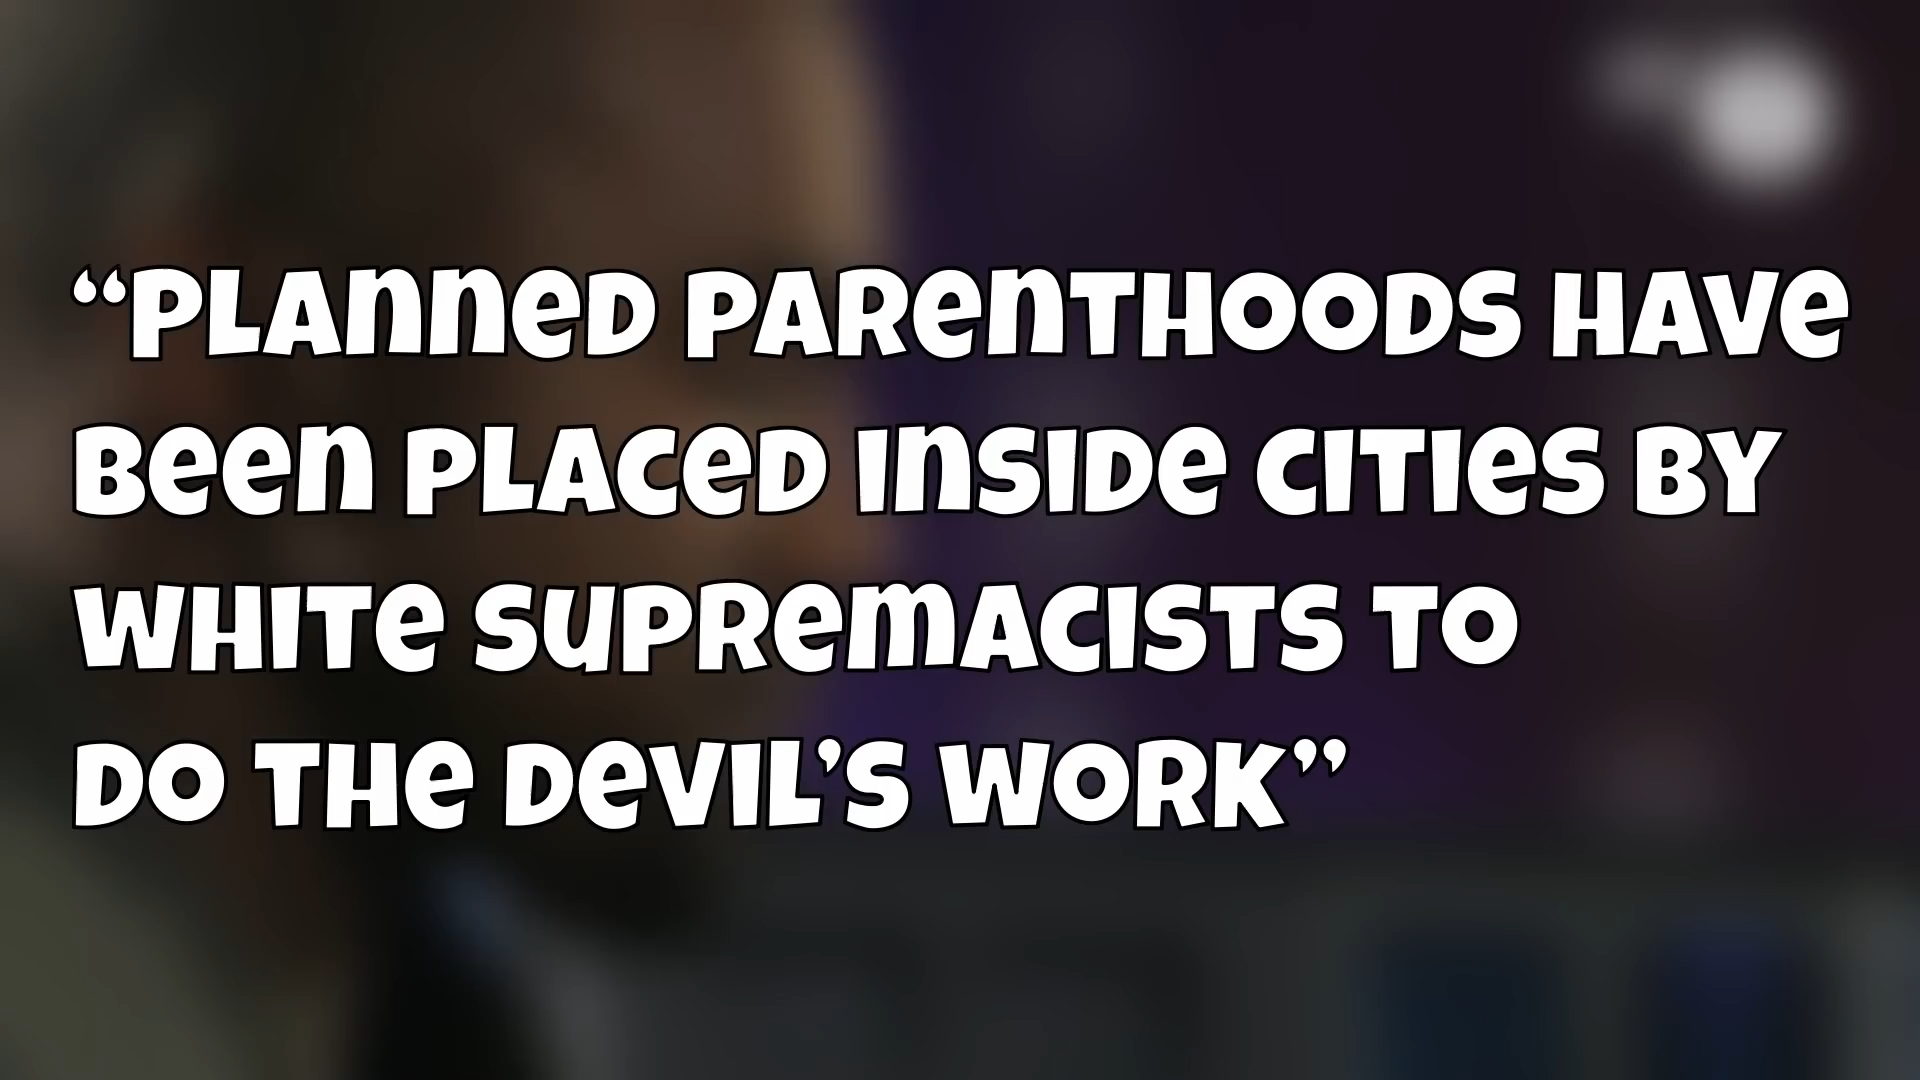 “PLANNED PARENTHOODS HAVE
BEEN PLACED INSIDE CITIES BY
WHITE SUPREMACISTS TO
DO THE DEVIL’S WORK”